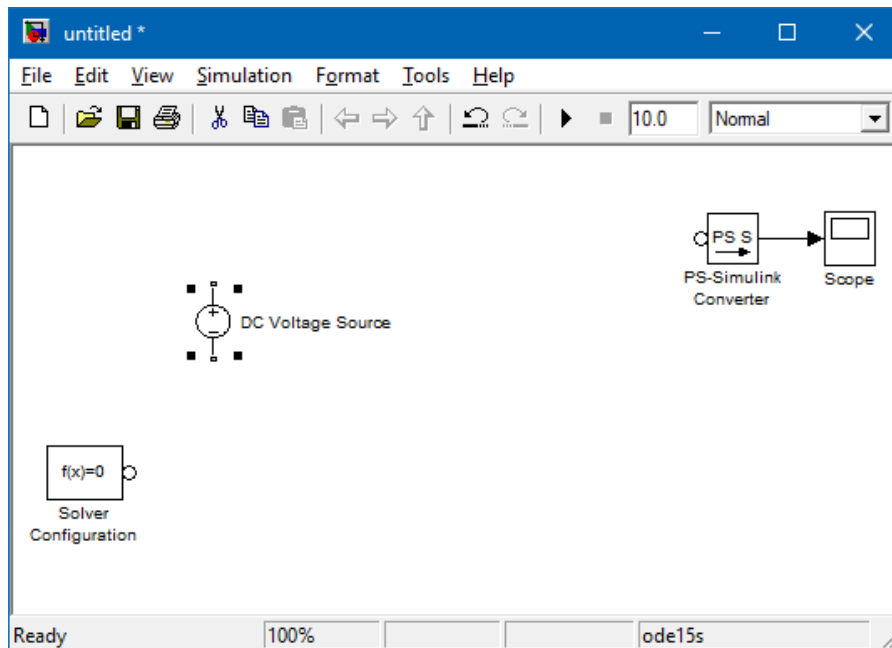 untitled *
File Edit View Simulation Format Tools Help
10.0 Normal
PS S
PS-Simulink
Converter
Scope
+
DC Voltage Source
−
f(x)=0
Solver
Configuration
Ready 100% ode15s